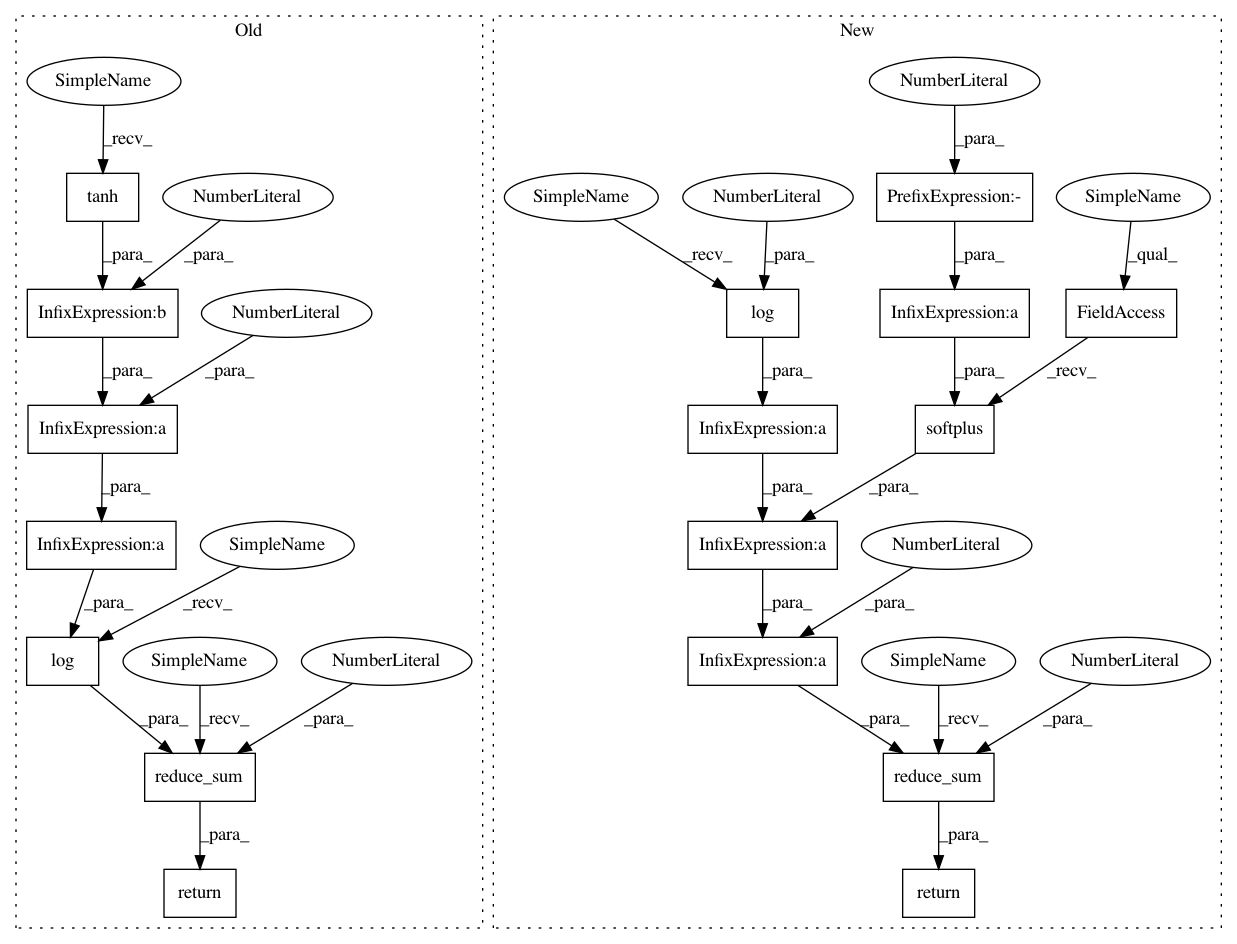 Old
New
SimpleName
NumberLiteral
_recv_
_para_
tanh
NumberLiteral
SimpleName
NumberLiteral
PrefixExpression:-
SimpleName
_para_
_para_
_recv_
_para_
_para_
_qual_
InfixExpression:b
NumberLiteral
log
InfixExpression:a
FieldAccess
_para_
_para_
_para_
_para_
_recv_
InfixExpression:a
InfixExpression:a
softplus
_para_
_para_
_para_
InfixExpression:a
SimpleName
InfixExpression:a
NumberLiteral
_para_
_recv_
_para_
_para_
log
SimpleName
NumberLiteral
InfixExpression:a
SimpleName
NumberLiteral
_para_
_recv_
_para_
_para_
_recv_
_para_
reduce_sum
reduce_sum
_para_
_para_
return
return